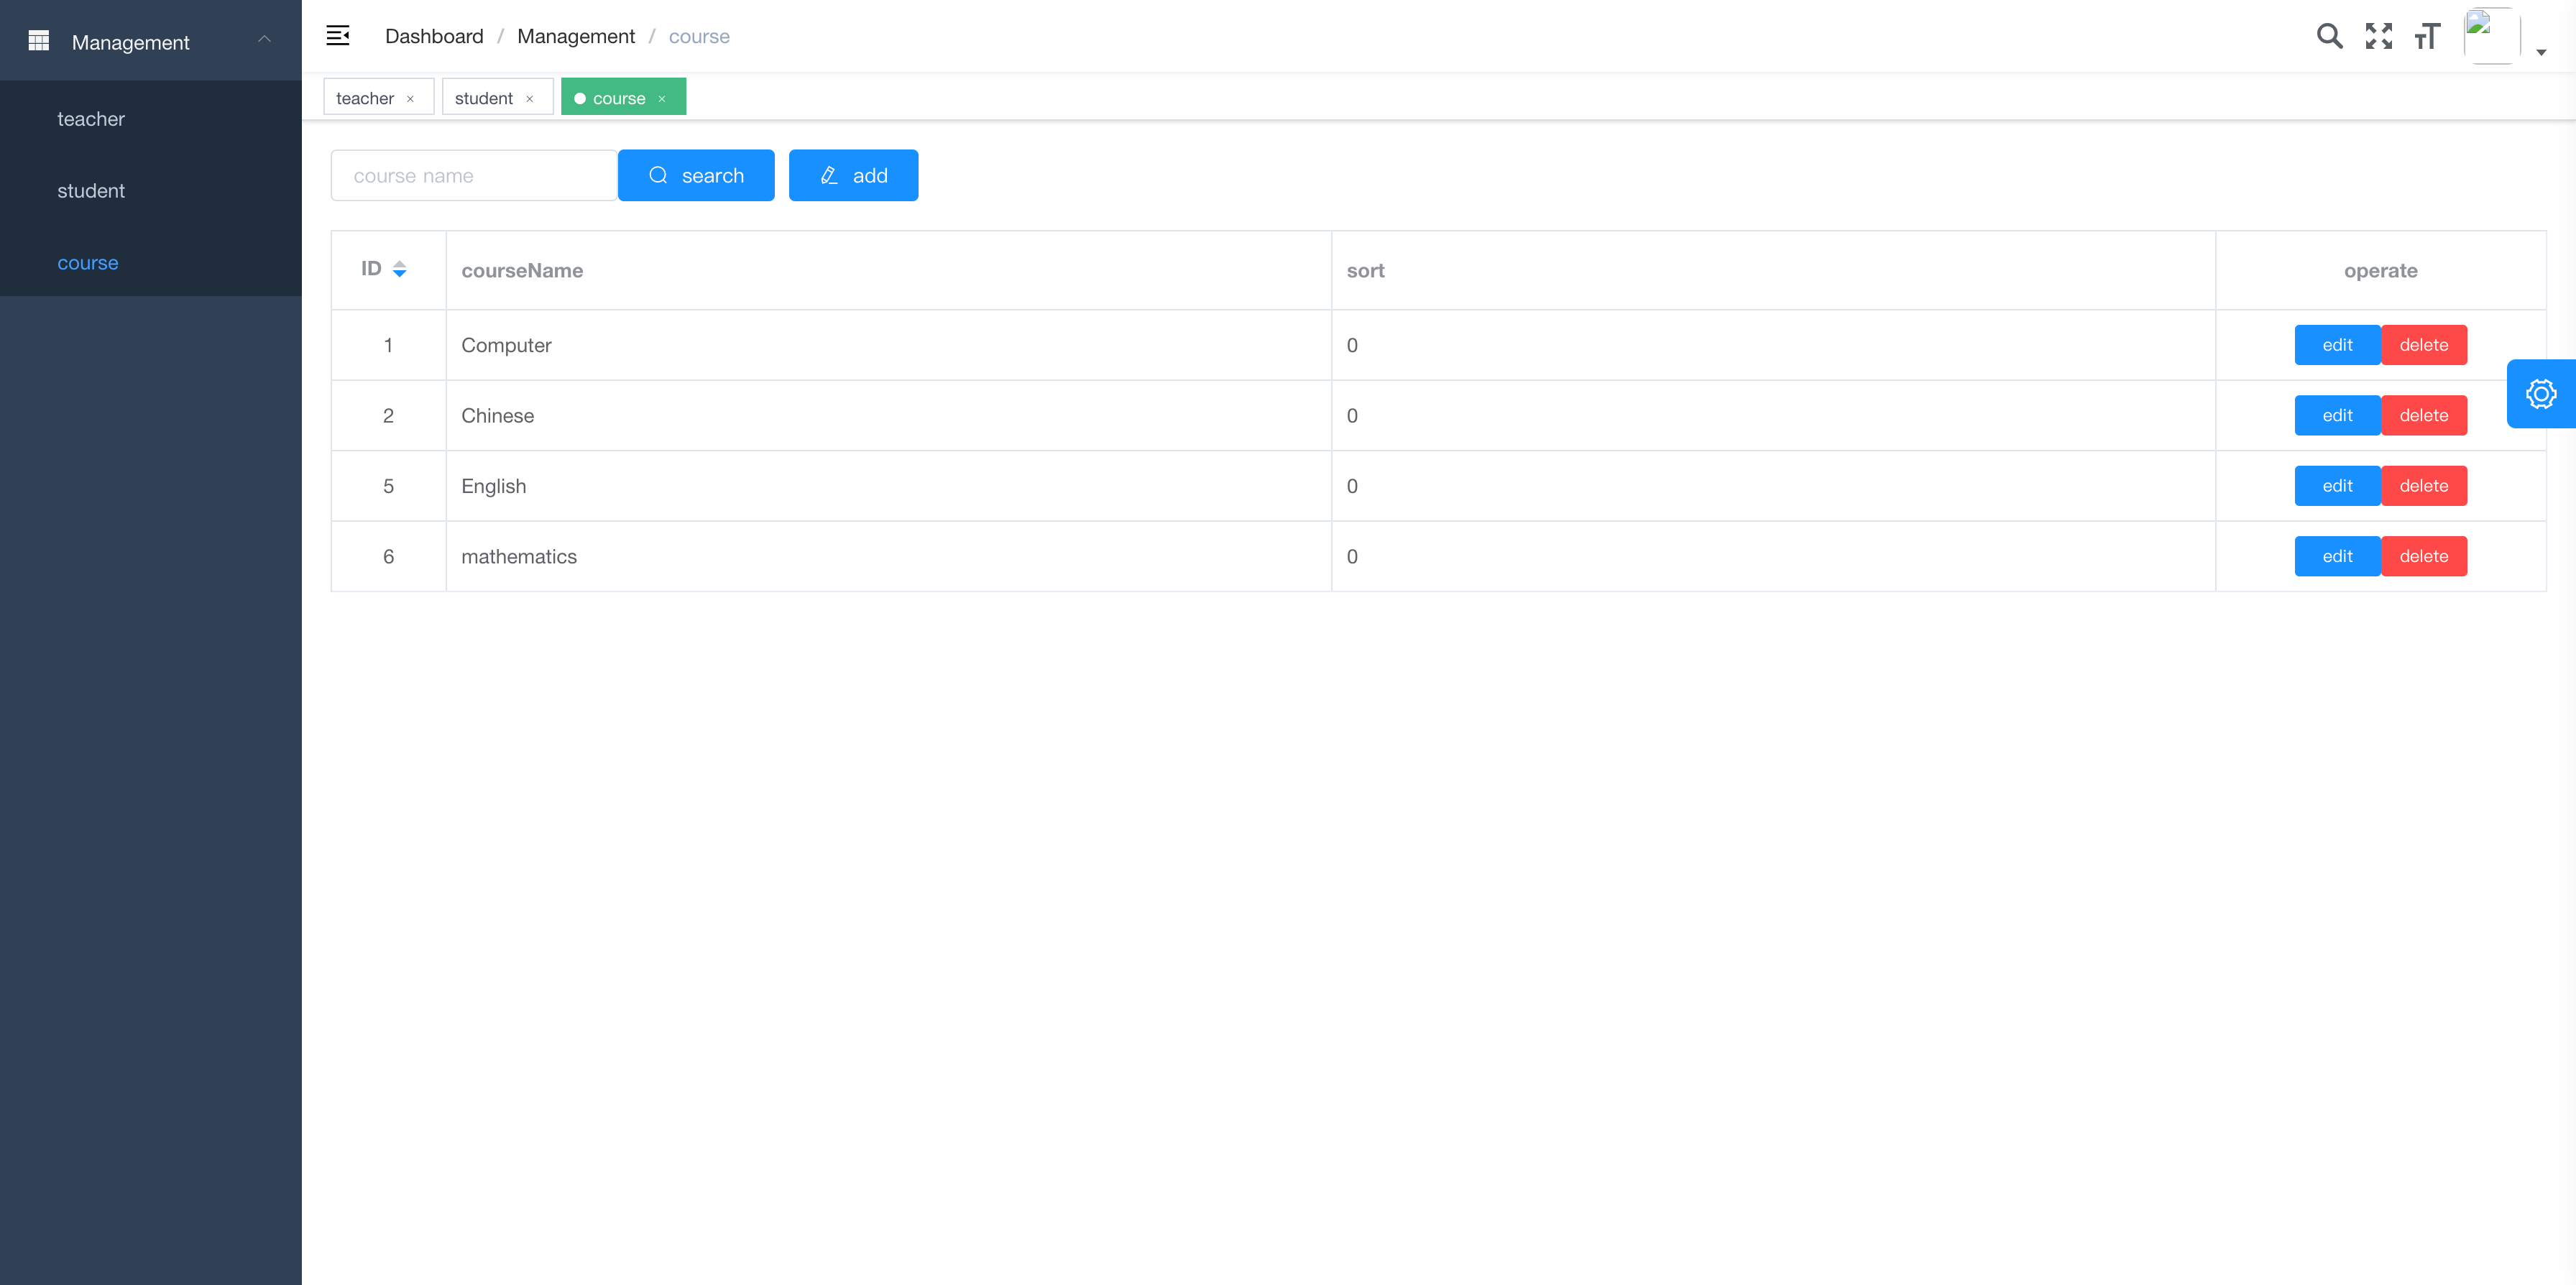 Management
teacher
student
course
Dashboard / Management / course
teacher × student × course ×
course name search add
ID courseName sort operate
1 Computer 0 edit delete
2 Chinese 0 edit delete
5 English 0 edit delete
6 mathematics 0 edit delete